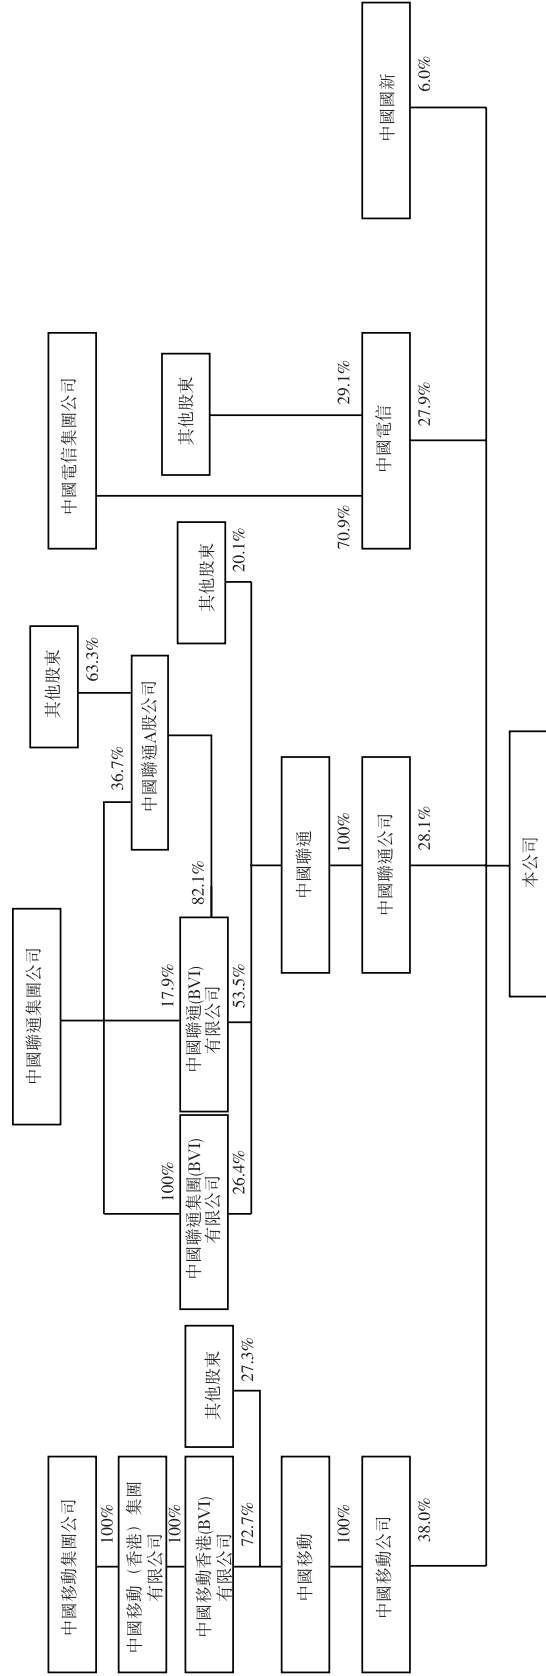 中國移動集團公司
100%
中國移動（香港）集團
有限公司
100%
中國移動香港(BVI)
有限公司
72.7%
其他股東
27.3%
中國移動
100%
中國移動公司
38.0%
中國聯通集團公司
100%
中國聯通集團(BVI)
有限公司
26.4%
17.9%
中國聯通(BVI)
有限公司
53.5%
36.7%
其他股東
63.3%
中國聯通A股公司
82.1%
其他股東
20.1%
中國聯通
100%
中國聯通公司
28.1%
中國電信集團公司
70.9%
其他股東
29.1%
中國電信
27.9%
中國國新
6.0%
本公司